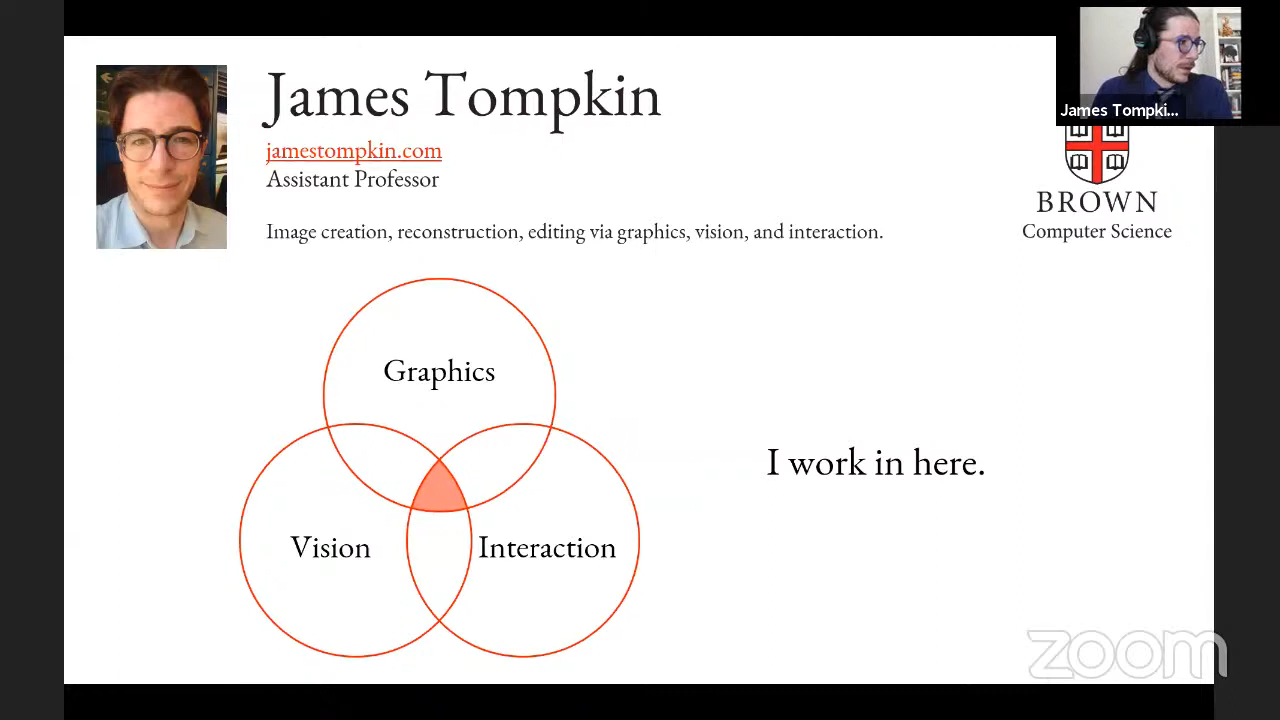 James Tompkin
jamestompkin.com
Assistant Professor
Image creation, reconstruction, editing via graphics, vision, and interaction.
James Tompki...
BROWN
Computer Science
Graphics
Vision
Interaction
I work in here.
zoom